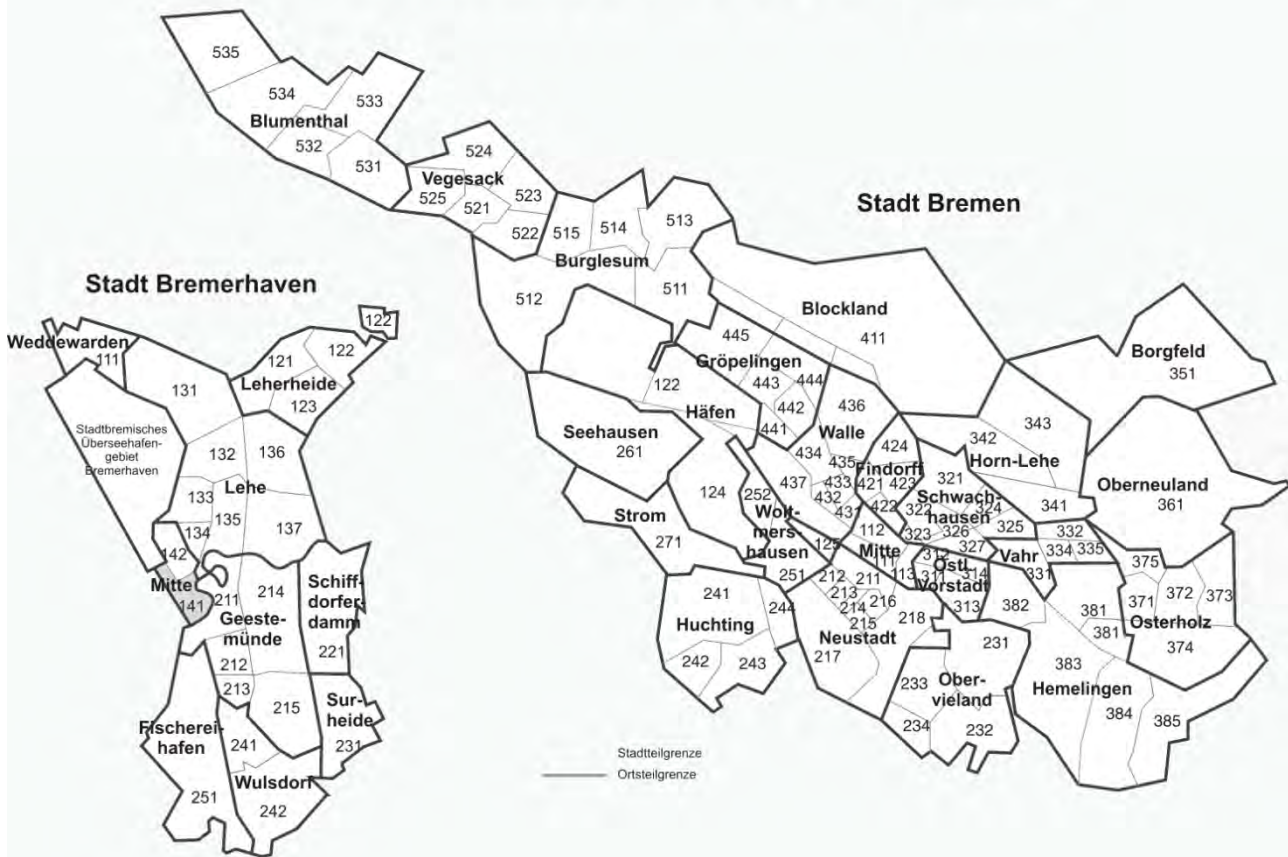 535
534
533
Blumenthal
532
531
524
Vegesack
525
521
523
522
515
514
513
Burglesum
512
511
Stadt Bremen
Blockland
411
Borgfeld
351
445
Gröpelingen
443
444
442
441
122
Häfen
436
Walle
434
435
437
433
432
431
424
Findorff
421
423
422
342
343
Horn-Lehe
341
321
Schwach-
hausen
322
324
323
326
325
327
Oberneuland
361
Seehausen
261
124
252
Strom
271
Wolt-
mers-
hausen
125
251
112
Mitte
111
113
312
Östl.
Vorstadt
311
314
313
332
Vahr
334
335
331
375
371
372
373
Osterholz
374
241
244
Huchting
242
243
212
211
213
214
216
215
Neustadt
218
217
231
233
Ober-
vieland
234
232
382
381
381
383
Hemelingen
384
385
Stadt Bremerhaven
Weddewarden
111
122
121
122
Leherheide
123
131
Stadtbremisches
Überseehafen-
gebiet
Bremerhaven
132
136
Lehe
133
135
134
137
142
Mitte
141
211
214
Geeste-
münde
Schiff-
dorfer-
damm
221
212
213
215
Sur-
heide
231
Fischerei-
hafen
251
241
Wulsdorf
242
Stadtteilgrenze
Ortsteilgrenze